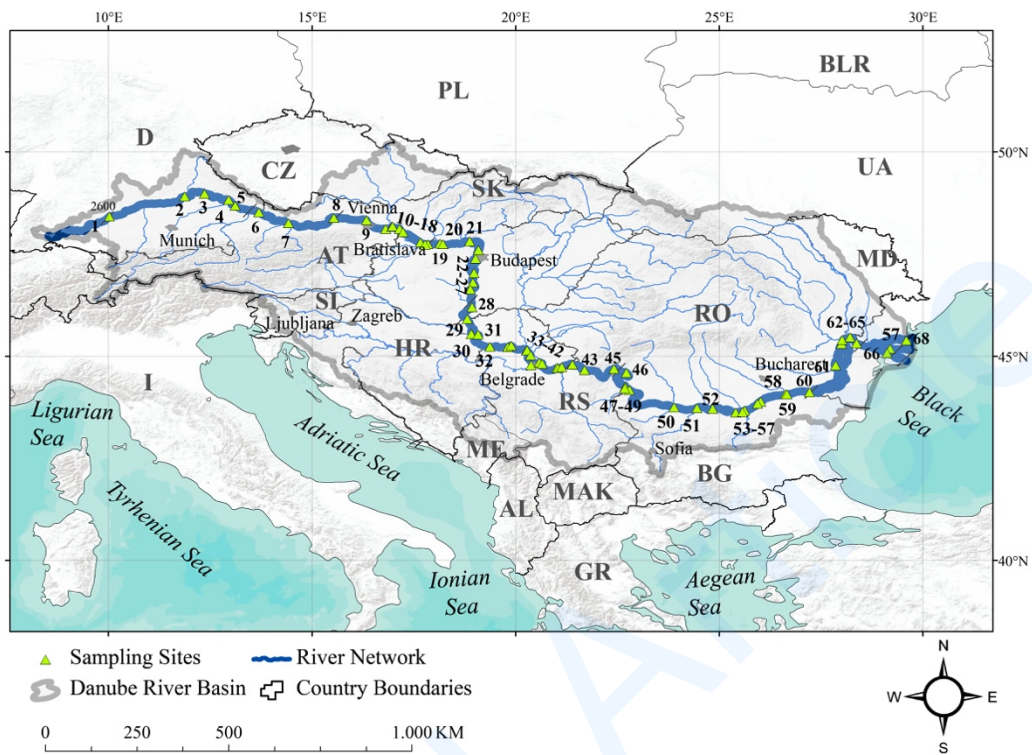 10°E 15°E 20°E 25°E 30°E
BLR
PL
D
50°N
CZ
UA
SK
2600
1
2
3
4
5
6
7
8
Vienna
9
10-18
Bratislava
19
20
21
Budapest
Munich
AT
MD
22-27
SI
Ljubljana
Zagreb
28
29
30
31
32
HR
33-42
Belgrade
RO
43
45
46
RS
47-49
62-65
57
68
66
45°N
Bucharest
61
58
60
59
50
51
52
53-57
Sofia
BG
I
Ligurian
Sea
Adriatic Sea
Tyrhenian Sea
ME
AL
MAK
Black
Sea
GR
40°N
Ionian
Sea
Aegean
Sea
Sampling Sites
River Network
Danube River Basin
Country Boundaries
0 250 500 1.000 KM
N
W E
S